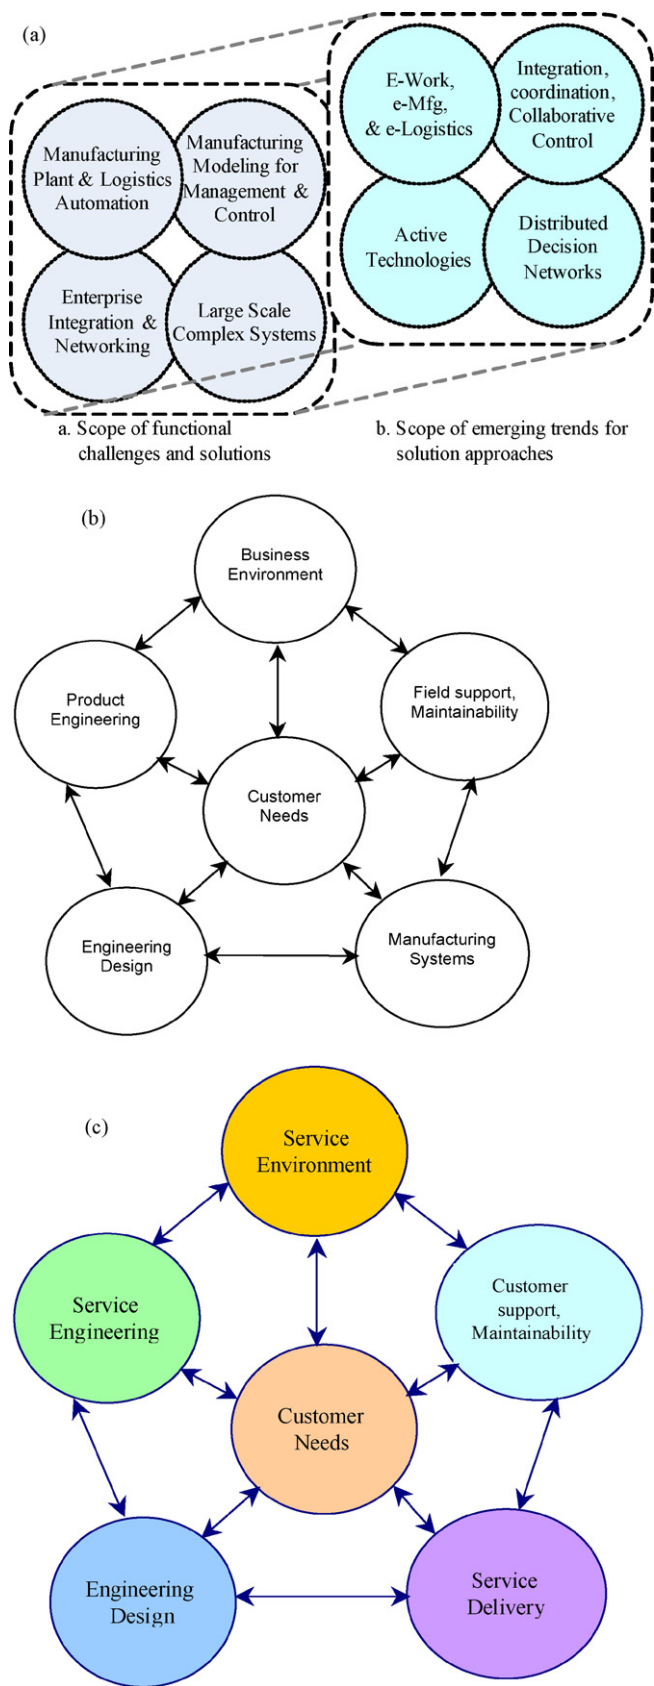 (a)
E-Work,
e-Mfg,
& e-Logistics
Integration,
coordination,
Collaborative
Control
Active
Technologies
Distributed
Decision
Networks
Manufacturing
Plant & Logistics
Automation
Manufacturing
Modeling for
Management &
Control
Enterprise
Integration &
Networking
Large Scale
Complex Systems
a. Scope of functional
challenges and solutions
b. Scope of emerging trends for
solution approaches
(b)
Business
Environment
Product
Engineering
Field support,
Maintainability
Customer
Needs
Engineering
Design
Manufacturing
Systems
(c)
Service
Environment
Service
Engineering
Customer
support,
Maintainability
Customer
Needs
Engineering
Design
Service
Delivery